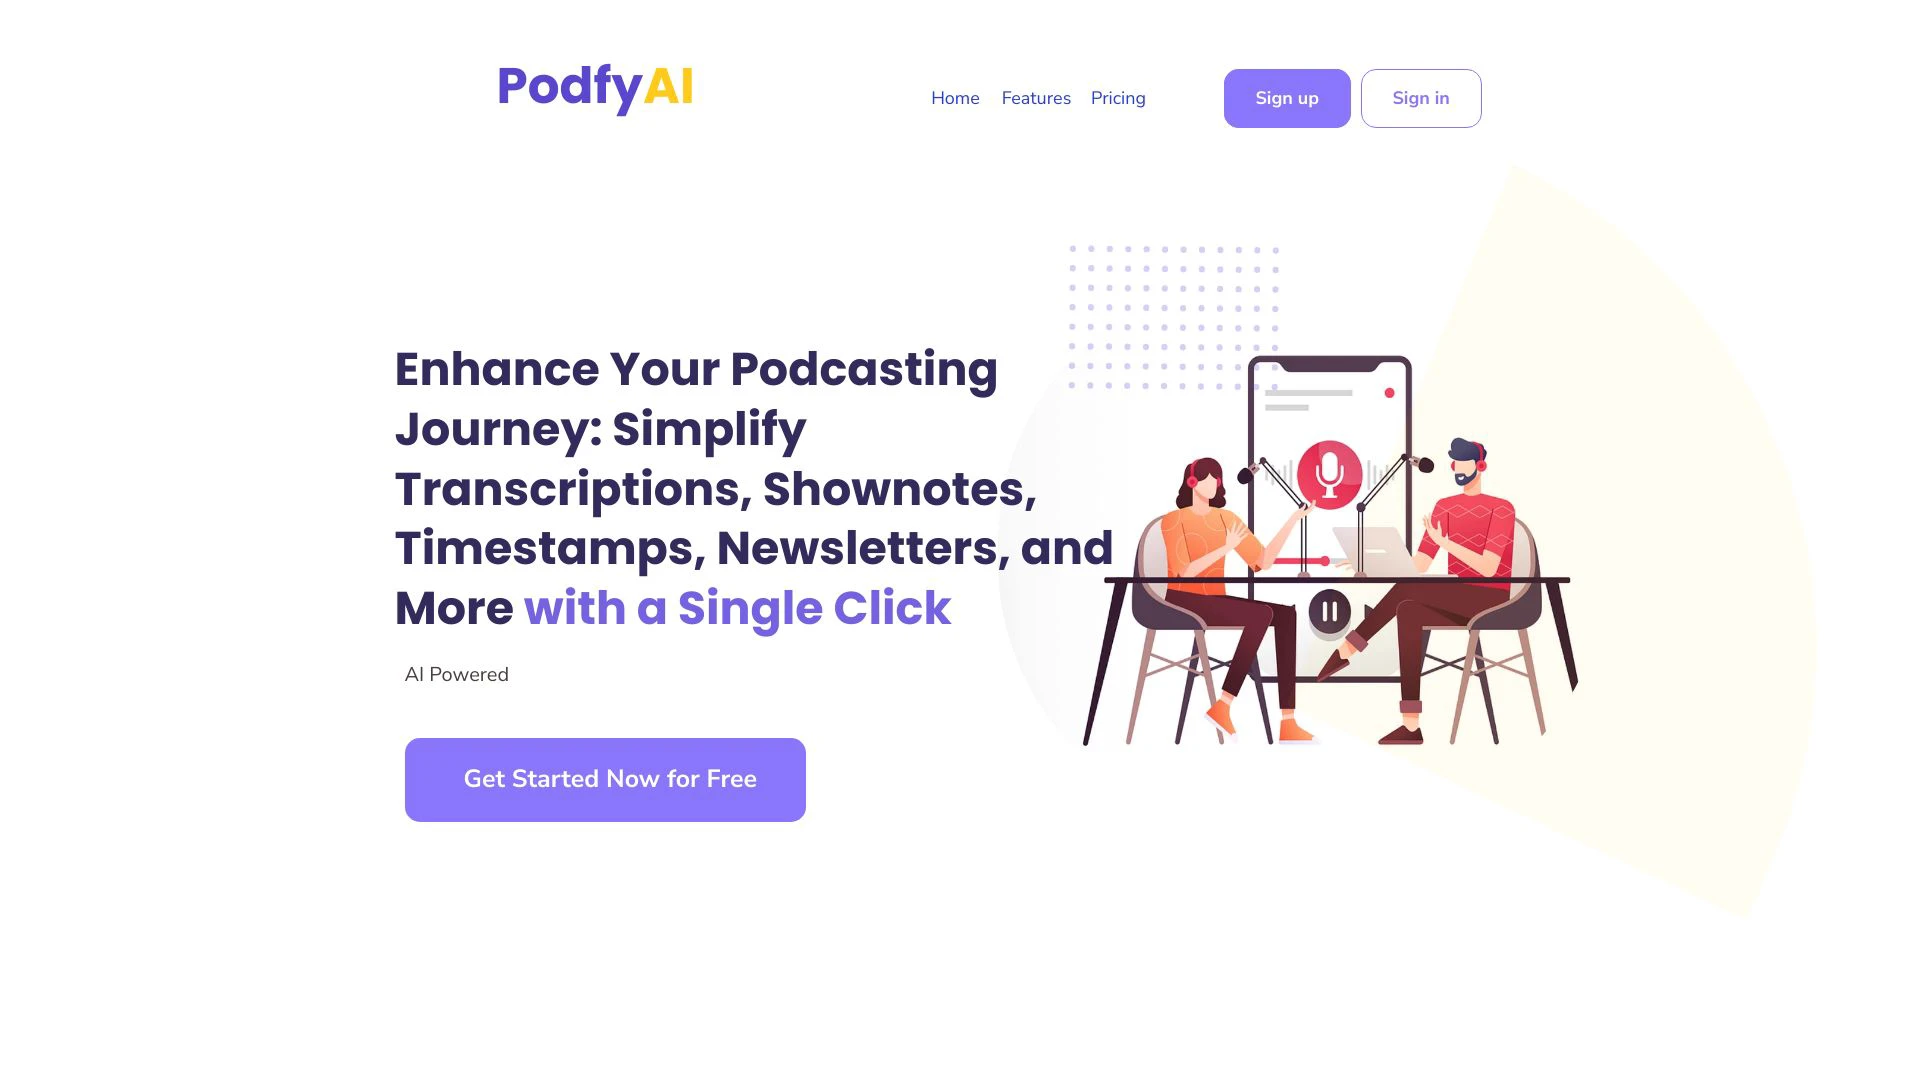 PodfyAI
Home
Features
Pricing
Sign up
Sign in
Enhance Your Podcasting
Journey: Simplify
Transcriptions, Shownotes,
Timestamps, Newsletters, and
More with a Single Click
AI Powered
Get Started Now for Free